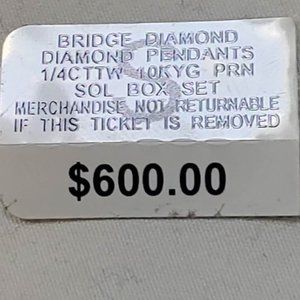 BRIDGE DIAMOND
DIAMOND PENDANTS
1/4CTTW 10KYG PRN
SOL BOX SET
MERCHANDISE NOT RETURNABLE
IF THIS TICKET IS REMOVED
$600.00